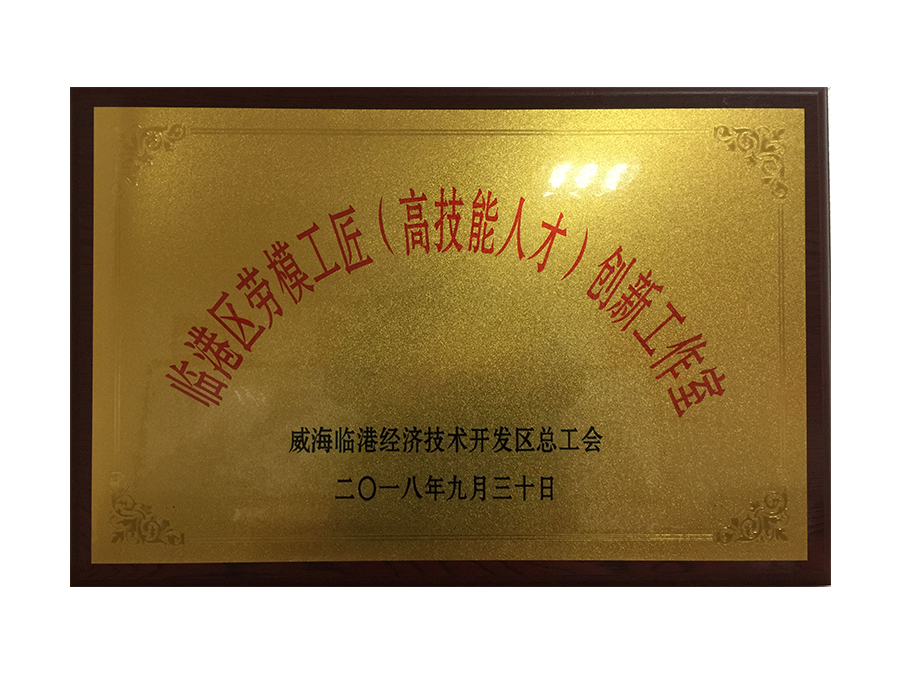 临港区劳模工匠（高技能人才）创新工作室
威海临港经济技术开发区总工会
二〇一八年九月三十日